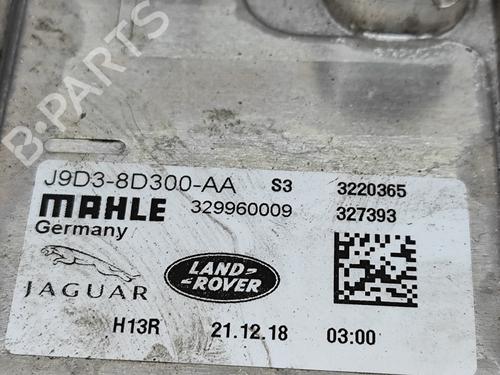 B-PARTS
J9D3-8D300-AA S3 3220365
MAHLE 329960009 327393
Germany
JAGUAR LAND-
ROVER
H13R 21.12.18 03:00